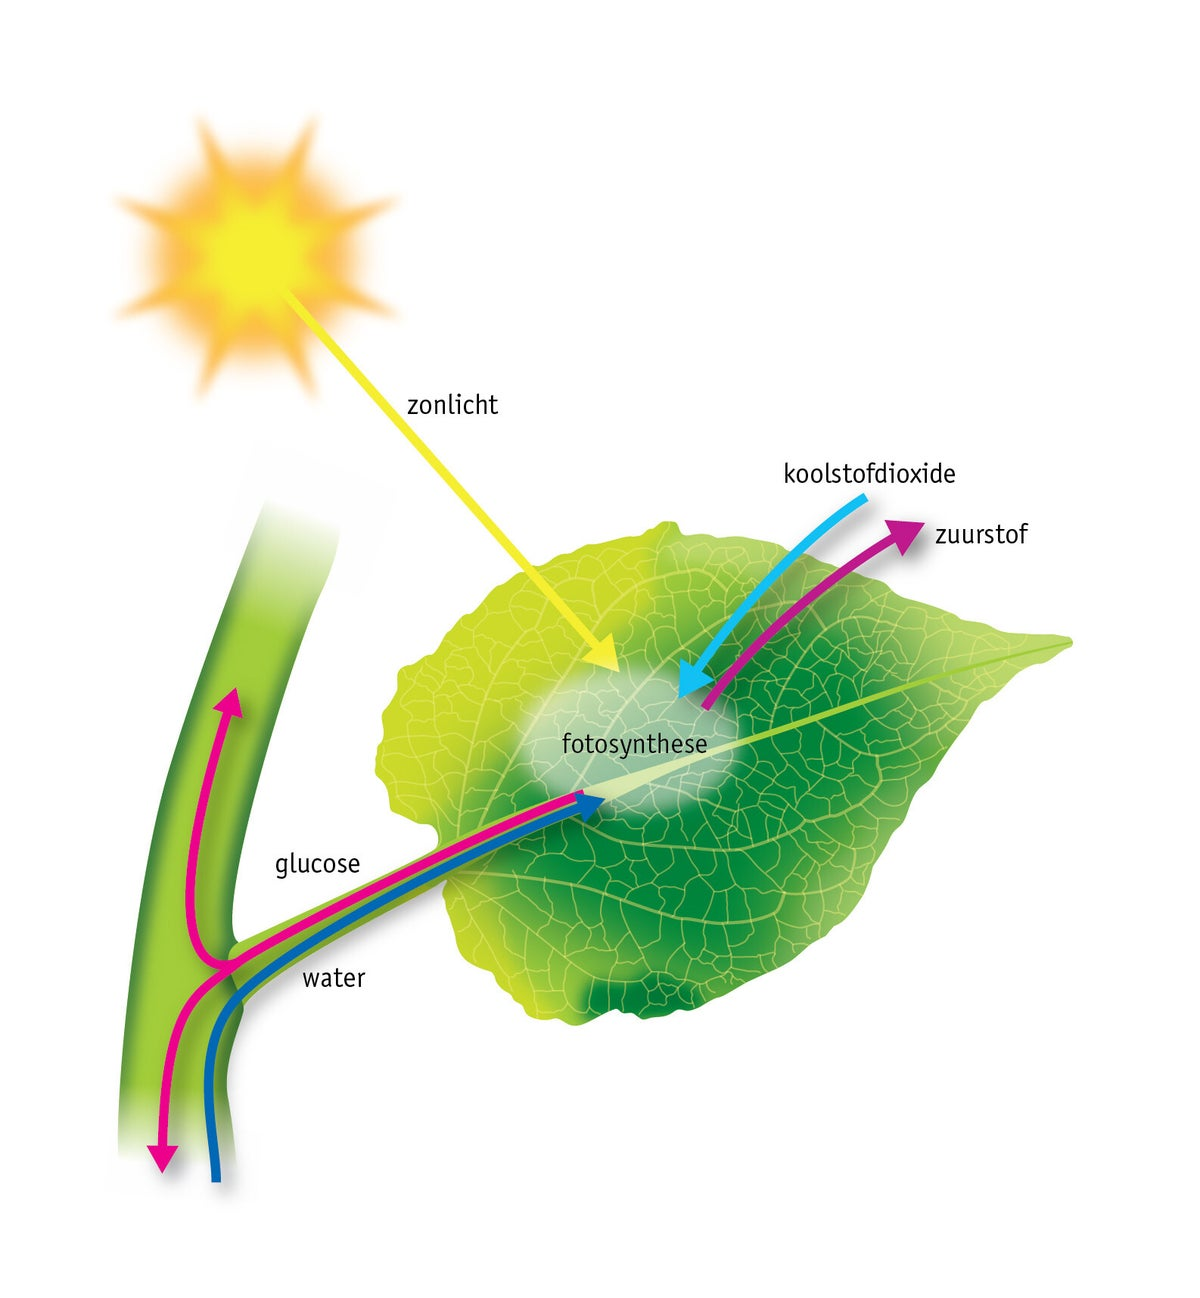 zonlicht
koolstofdioxide
zuurstof
fotosynthese
glucose
water